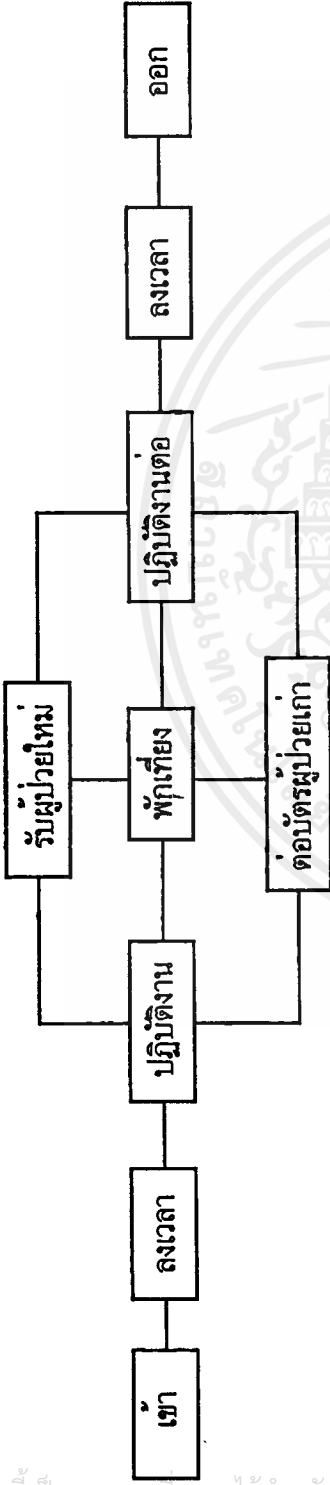 เข้า
ลงเวลา
ปฏิบัติงาน
รับผู้ป่วยใหม่
พักเที่ยง
ต่อบัตรผู้ป่วยเก่า
ปฏิบัติงานต่อ
ลงเวลา
ออก